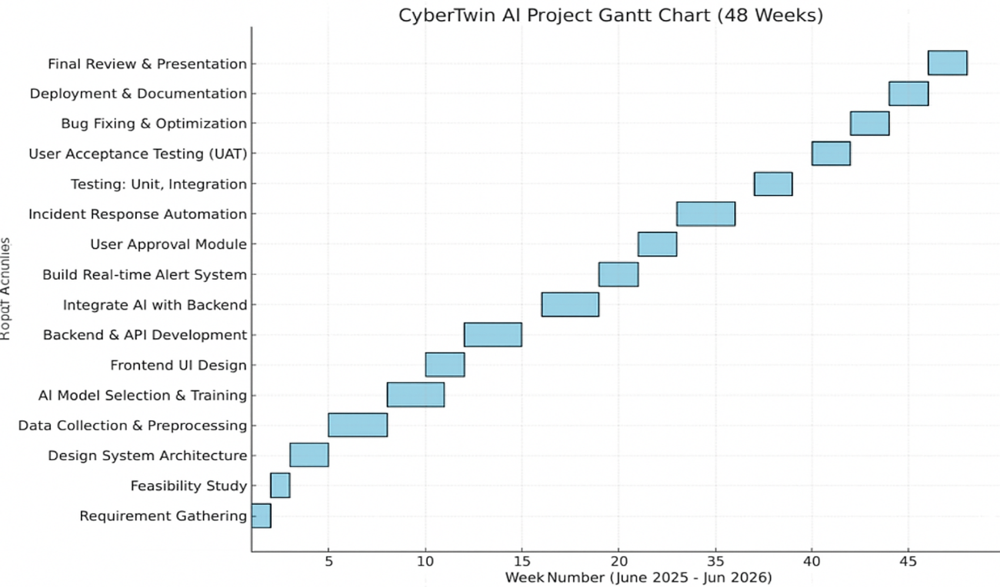 CyberTwin AI Project Gantt Chart (48 Weeks)
Final Review & Presentation
Deployment & Documentation
Bug Fixing & Optimization
User Acceptance Testing (UAT)
Testing: Unit, Integration
Incident Response Automation
User Approval Module
Build Real-time Alert System
Integrate AI with Backend
Backend & API Development
Frontend UI Design
AI Model Selection & Training
Data Collection & Preprocessing
Design System Architecture
Feasibility Study
Requirement Gathering
5 10 15 20 35 40 45
Week Number (June 2025 - Jun 2026)